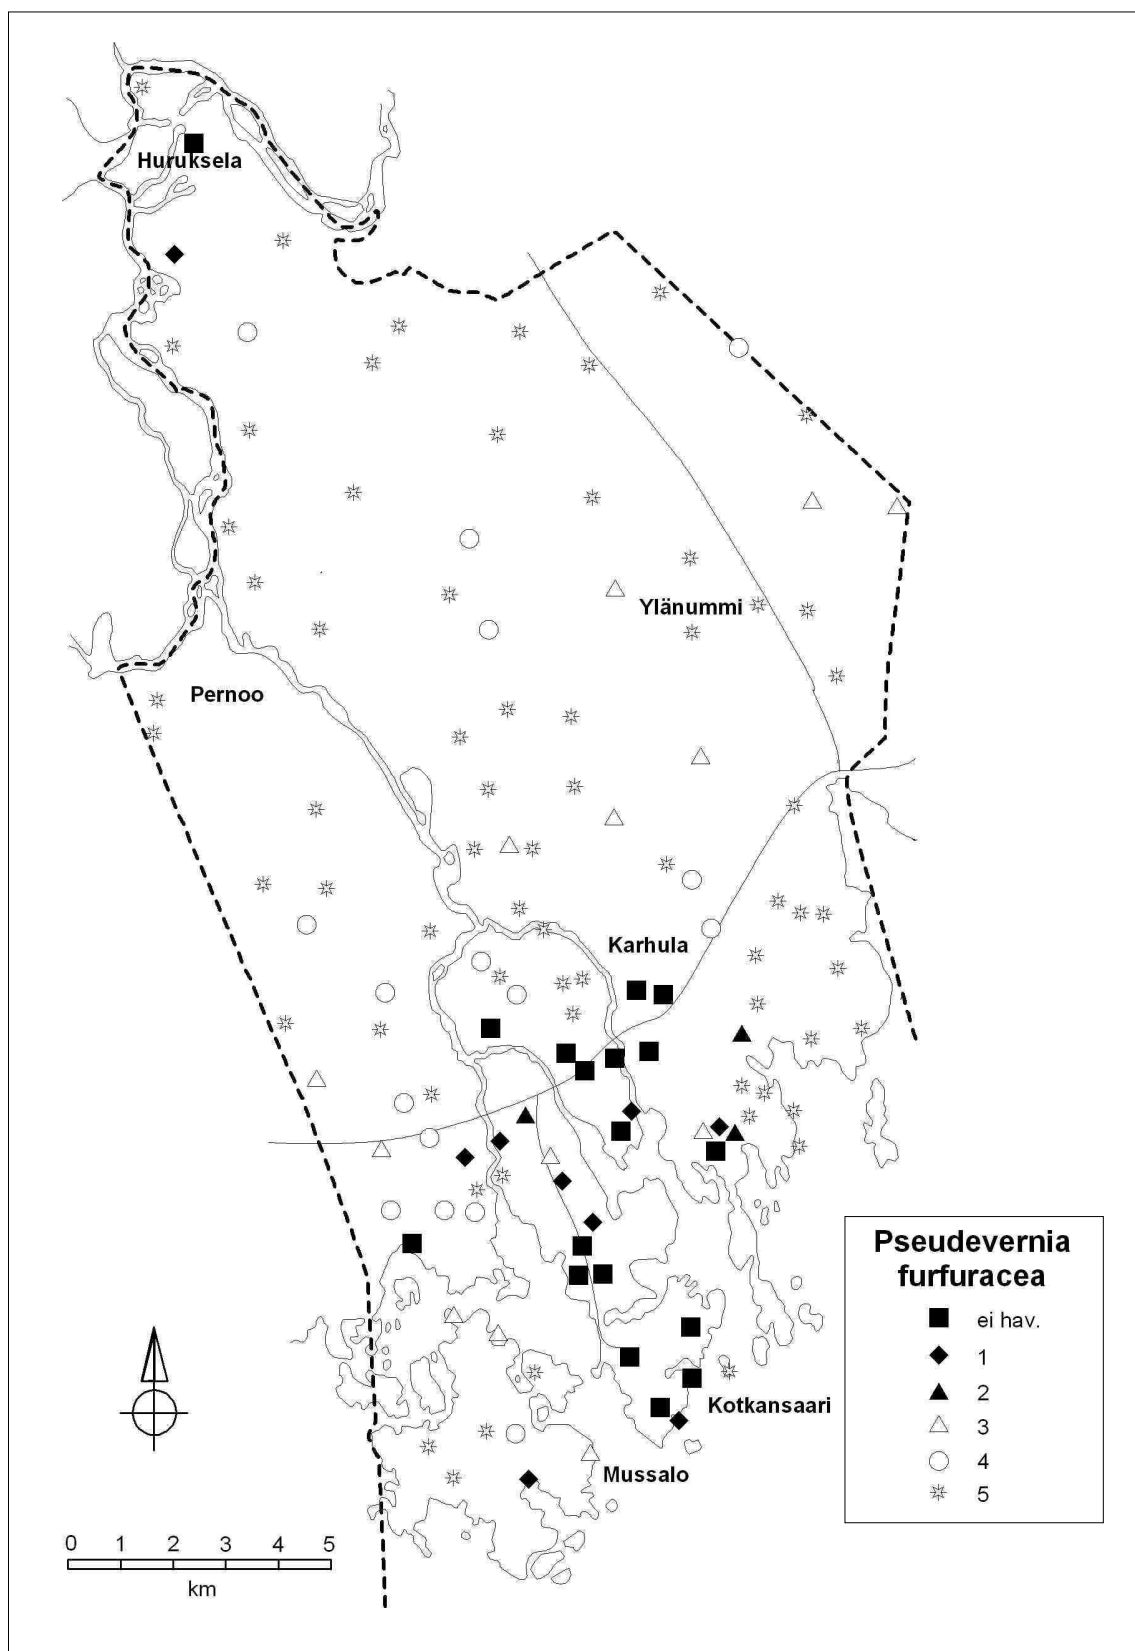 Huruksela
Ylänummi
Pernoo
Karhula
Pseudevernia
furfuracea
ei hav.
1
2
3
4
5
Kotkansaari
Mussalo
0 1 2 3 4 5
km